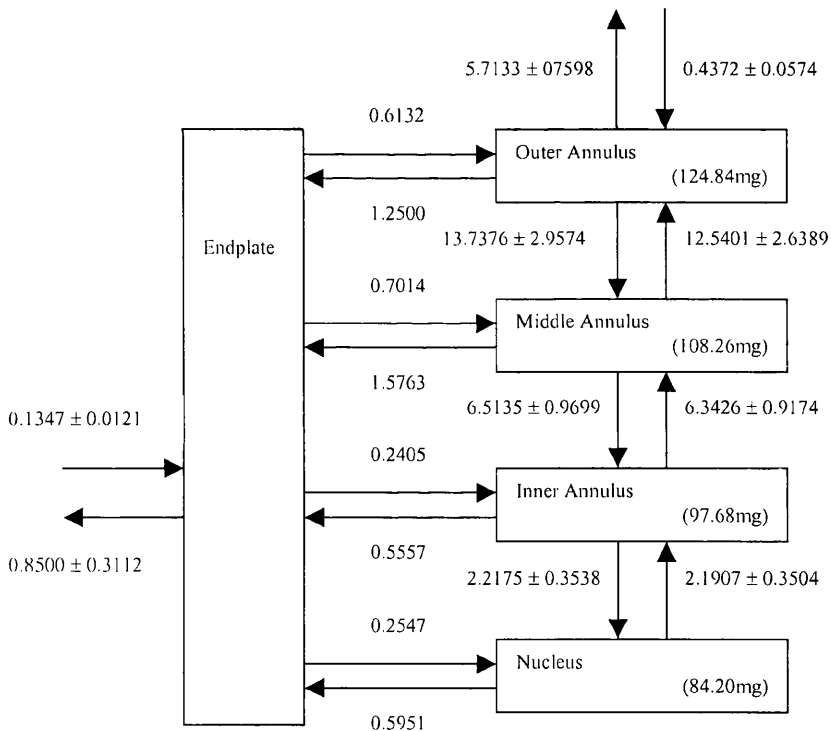 5.7133 ± 07598
0.4372 ± 0.0574
0.6132
Outer Annulus
(124.84mg)
1.2500
13.7376 ± 2.9574
12.5401 ± 2.6389
Endplate
0.7014
Middle Annulus
(108.26mg)
1.5763
6.5135 ± 0.9699
6.3426 ± 0.9174
0.1347 ± 0.0121
0.2405
Inner Annulus
(97.68mg)
0.8500 ± 0.3112
0.5557
2.2175 ± 0.3538
2.1907 ± 0.3504
0.2547
Nucleus
(84.20mg)
0.5951